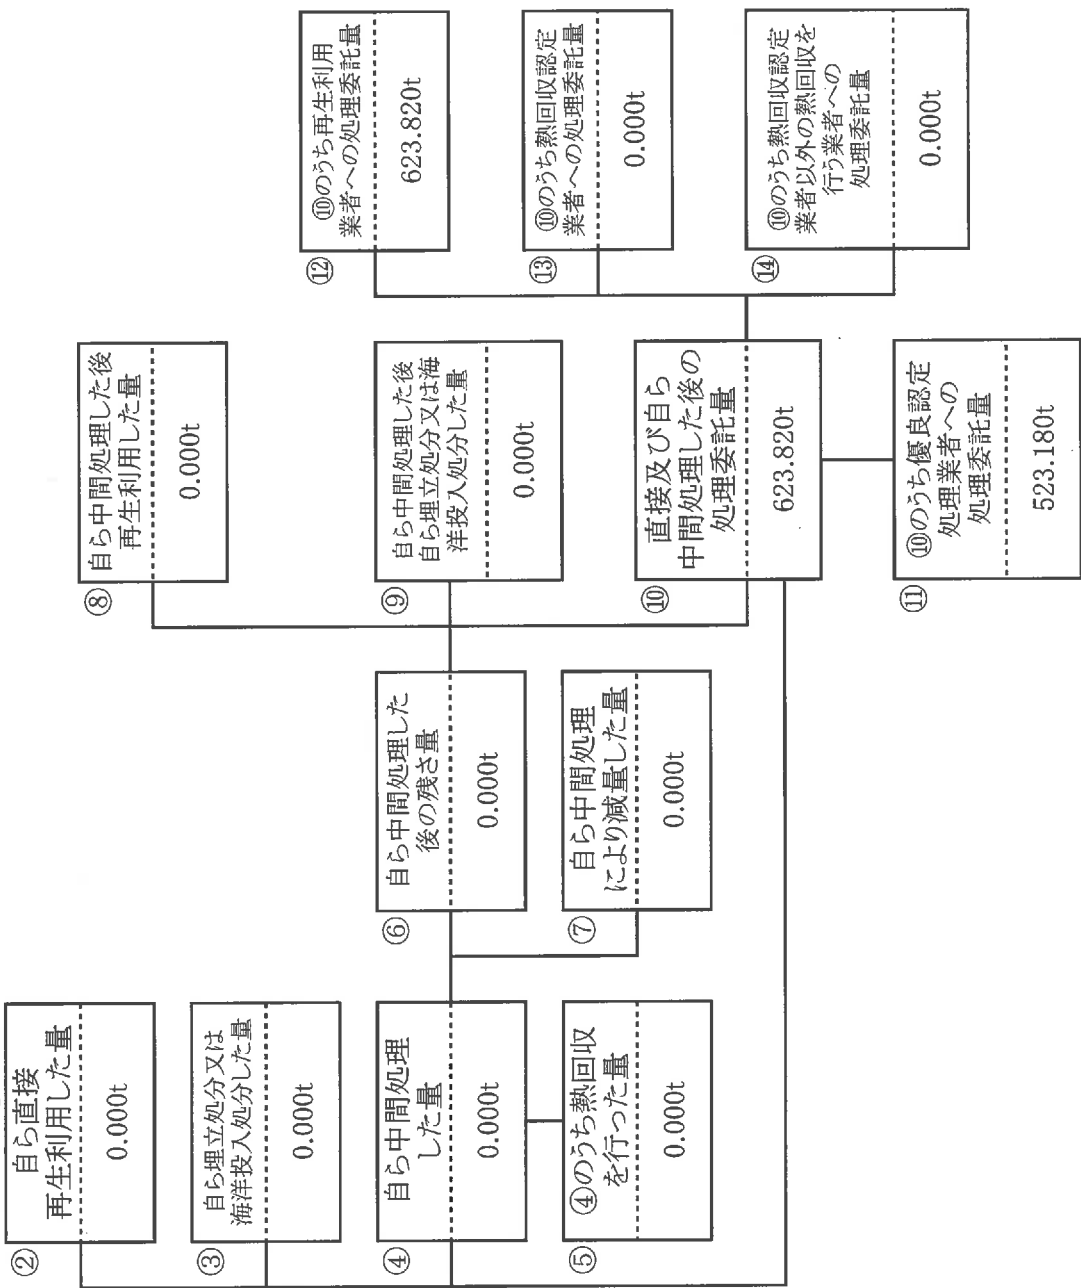 ②
自ら直接
再生利用した量
0.000t
③
自ら埋立処分又は
海洋投入処分した量
0.000t
④
自ら中間処理
した量
0.000t
⑤
④のうち熱回収
を行った量
0.000t
⑥
自ら中間処理した
後の残さ量
0.000t
⑦
自ら中間処理
により減量した量
0.000t
⑧
自ら中間処理した後
再生利用した量
0.000t
⑨
自ら中間処理した後
自ら埋立処分又は海
洋投入処分した量
0.000t
⑩
直接及び自ら
中間処理した後の
処理委託量
623.820t
⑪
⑩のうち優良認定
処理業者への
処理委託量
523.180t
⑫
⑩のうち再生利用
業者への処理委託量
623.820t
⑬
⑩のうち熱回収認定
業者への処理委託量
0.000t
⑭
⑩のうち熱回収認定
業者以外の熱回収を
行う業者への
処理委託量
0.000t